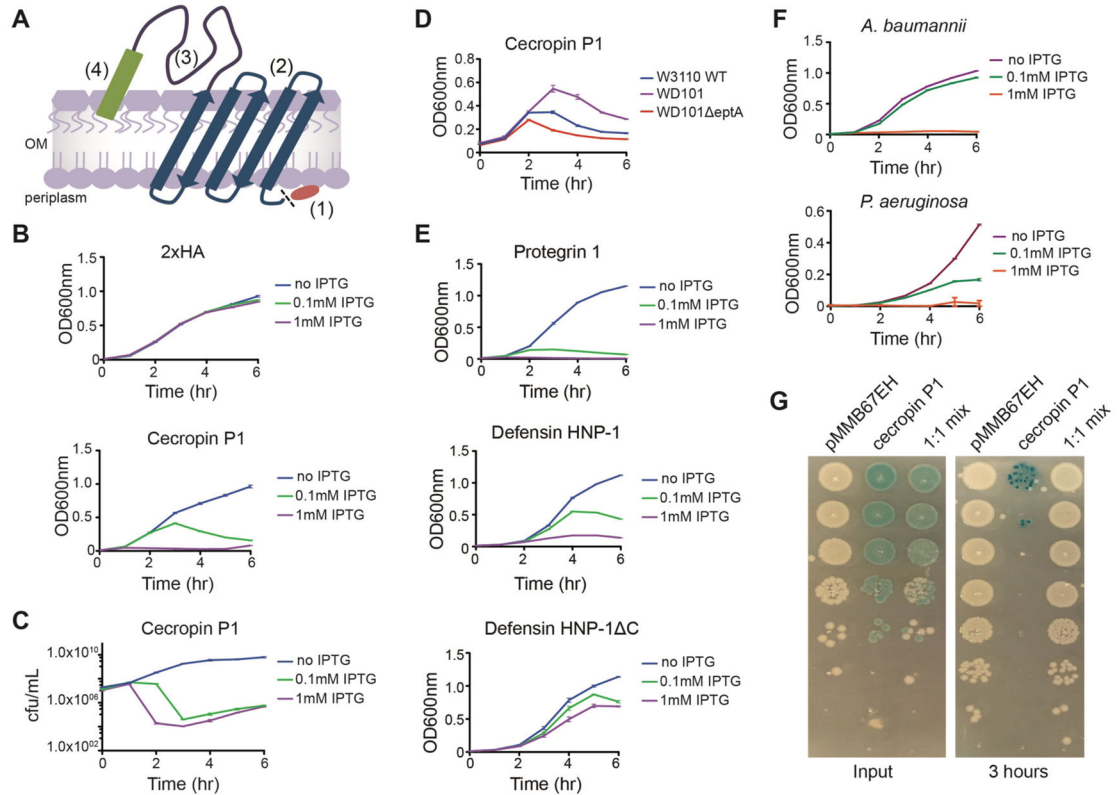 A
(4)
(3)
(2)
OM
periplasm
(1)
B
2xHA
OD600nm
1.5
1.0
0.5
0
0 2 4 6
Time (hr)
no IPTG
0.1mM IPTG
1mM IPTG
Cecropin P1
OD600nm
1.5
1.0
0.5
0
0 2 4 6
Time (hr)
no IPTG
0.1mM IPTG
1mM IPTG
C
Cecropin P1
cfu/mL
1.0x10^10
1.0x10^06
1.0x10^02
0 2 4 6
Time (hr)
no IPTG
0.1mM IPTG
1mM IPTG
D
Cecropin P1
OD600nm
0.8
0.6
0.4
0.2
0
0 2 4 6
Time (hr)
W3110 WT
WD101
WD101ΔeptA
E
Protegrin 1
OD600nm
1.5
1.0
0.5
0
0 2 4 6
Time (hr)
no IPTG
0.1mM IPTG
1mM IPTG
Defensin HNP-1
OD600nm
1.5
1.0
0.5
0
0 2 4 6
Time (hr)
no IPTG
0.1mM IPTG
1mM IPTG
Defensin HNP-1ΔC
OD600nm
1.5
1.0
0.5
0
0 2 4 6
Time (hr)
no IPTG
0.1mM IPTG
1mM IPTG
F
A. baumannii
OD600nm
1.5
1.0
0.5
0
0 1 2 3 4 5 6
Time (hr)
no IPTG
0.1mM IPTG
1mM IPTG
P. aeruginosa
OD600nm
0.6
0.4
0.2
0
0 1 2 3 4 5 6
Time (hr)
no IPTG
0.1mM IPTG
1mM IPTG
G
pMMB67EH
cecropin P1
1:1 mix
pMMB67EH
cecropin P1
1:1 mix
Input
3 hours